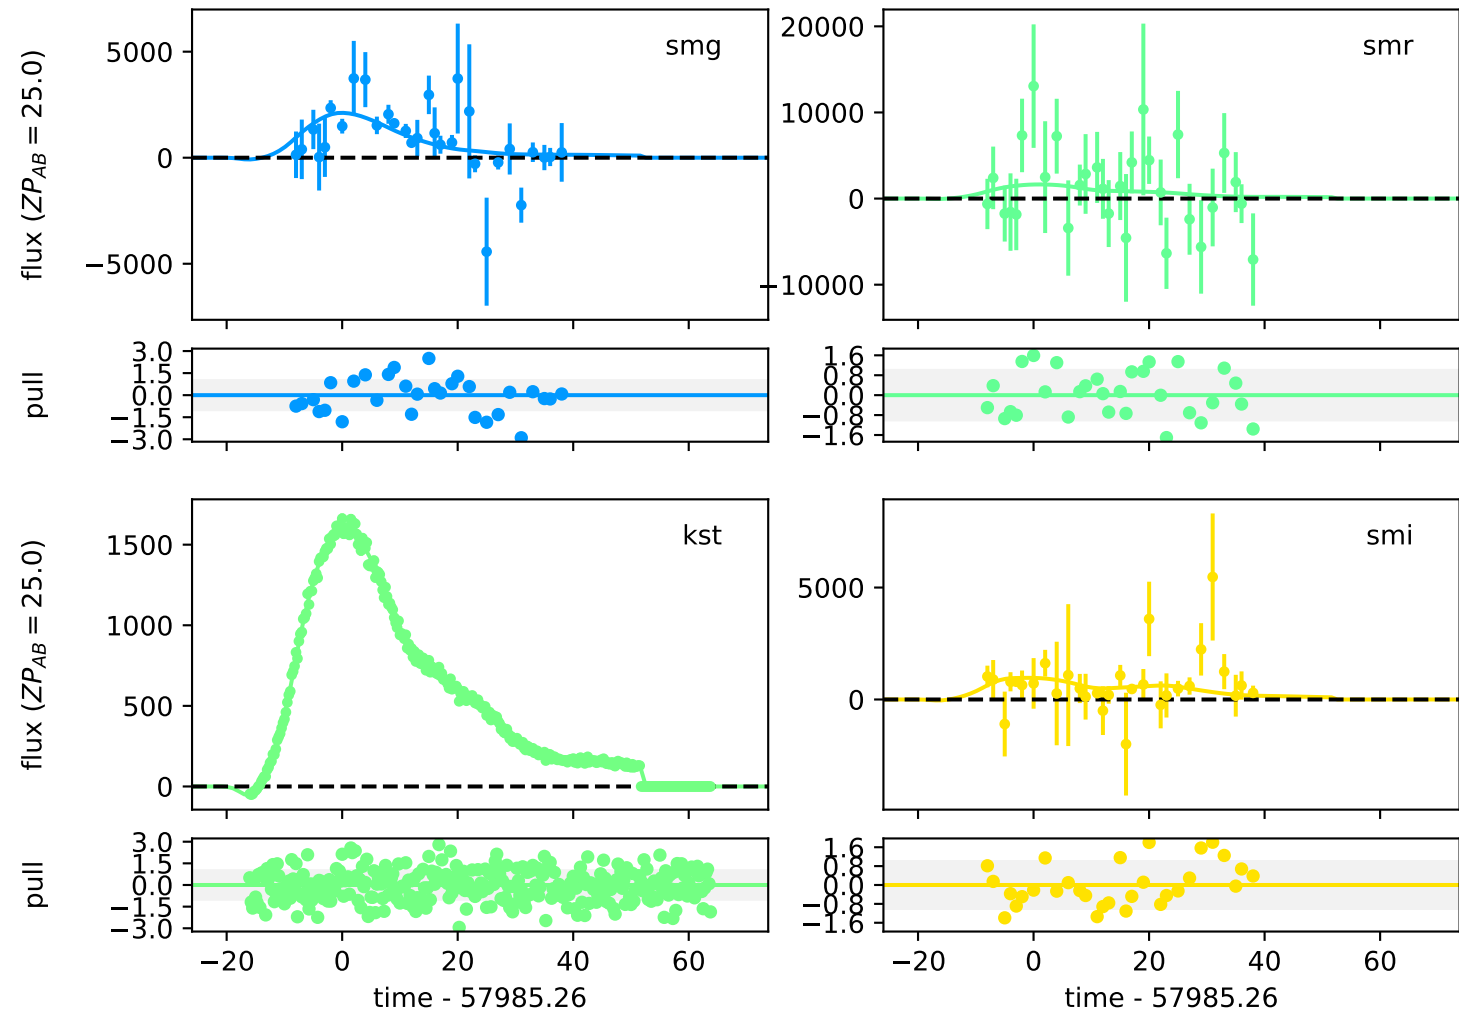 smg
flux (ZP_AB = 25.0)
5000
0
−5000
smr
20000
10000
0
−10000
pull
3.0
1.5
0.0
−1.5
−3.0
1.6
0.8
0.0
−0.8
−1.6
kst
flux (ZP_AB = 25.0)
1500
1000
500
0
smi
5000
0
pull
3.0
1.5
0.0
−1.5
−3.0
−20 0 20 40 60
time - 57985.26
1.6
0.8
0.0
−0.8
−1.6
−20 0 20 40 60
time - 57985.26